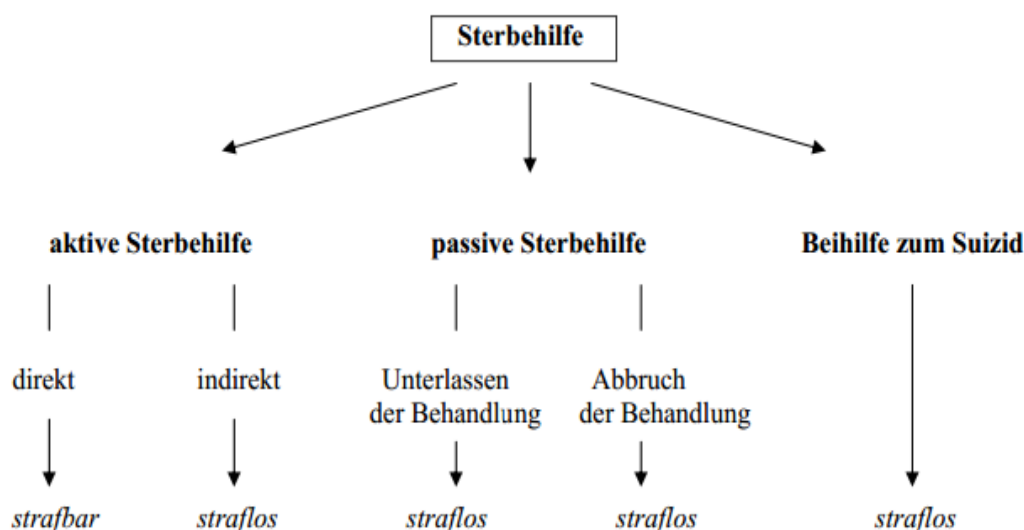 Sterbehilfe
aktive Sterbehilfe
passive Sterbehilfe
Beihilfe zum Suizid
direkt
indirekt
Unterlassen
der Behandlung
Abbruch
der Behandlung
strafbar
straflos
straflos
straflos
straflos